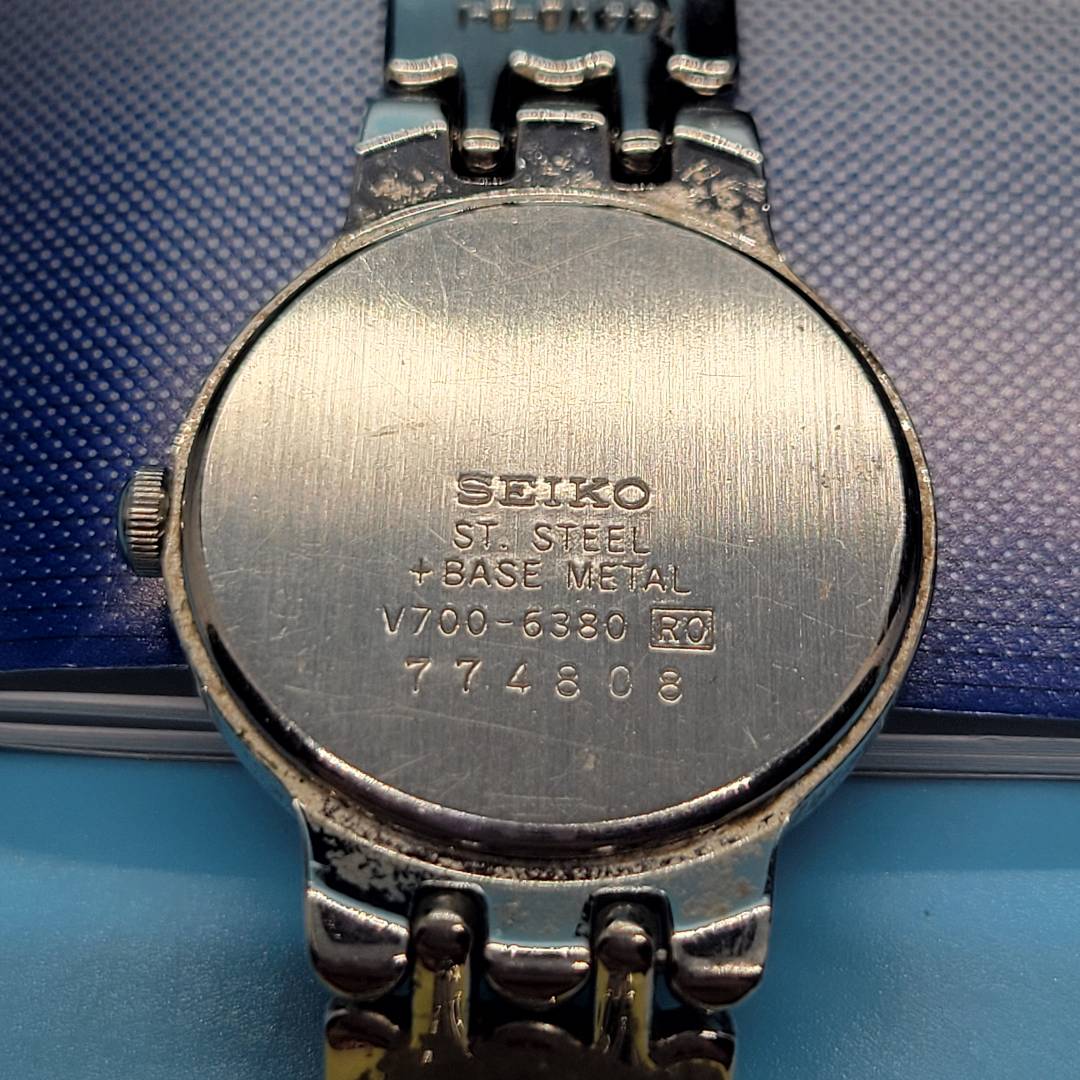 SEIKO
ST. STEEL
+BASE METAL
V700-6380 RO
774808